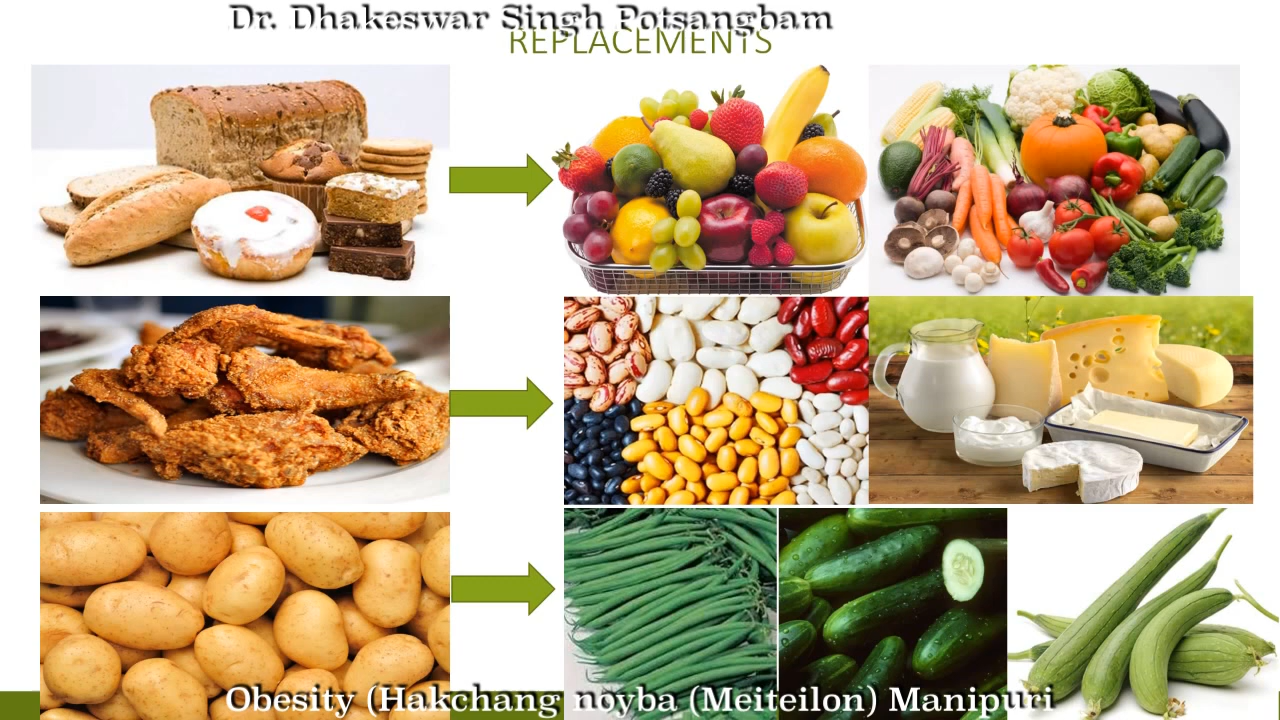 Dr. Dhakeswar Singh Potsangbam
REPLACEMENTS
Obesity (Hakchang noyba (Meiteilon) Manipuri